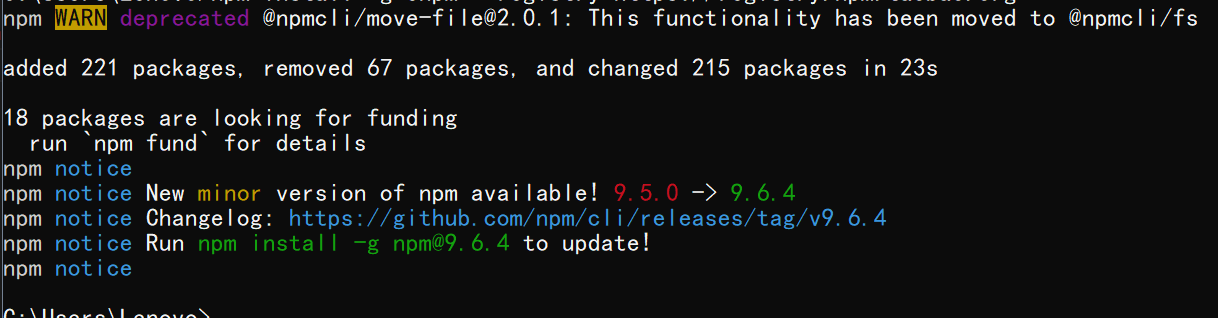 npm WARN deprecated @npmcli/move-file@2.0.1: This functionality has been moved to @npmcli/fs
added 221 packages, removed 67 packages, and changed 215 packages in 23s
18 packages are looking for funding
run `npm fund` for details
npm notice
npm notice New minor version of npm available! 9.5.0 -> 9.6.4
npm notice Changelog: https://github.com/npm/cli/releases/tag/v9.6.4
npm notice Run npm install -g npm@9.6.4 to update!
npm notice
C:\Users\Lenovo>